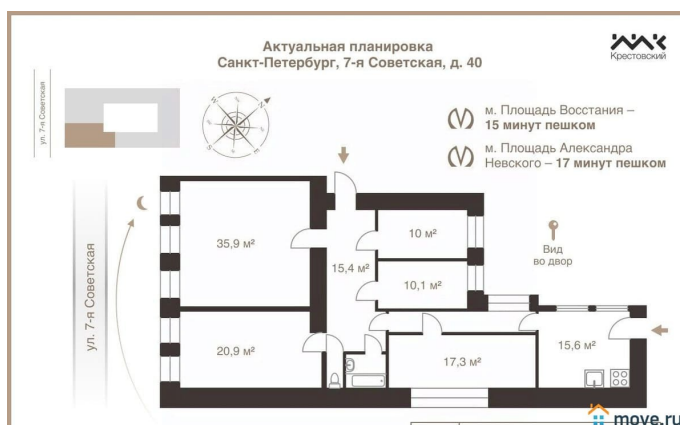 Актуальная планировка
Санкт-Петербург, 7-я Советская, д. 40
Крестовский
ул. 7-я Советская
N
W
S
E
м. Площадь Восстания –
15 минут пешком
м. Площадь Александра
Невского – 17 минут пешком
ул. 7-я Советская
35,9 м²
15,4 м²
10 м²
10,1 м²
Вид
во двор
20,9 м²
17,3 м²
15,6 м²
move.ru